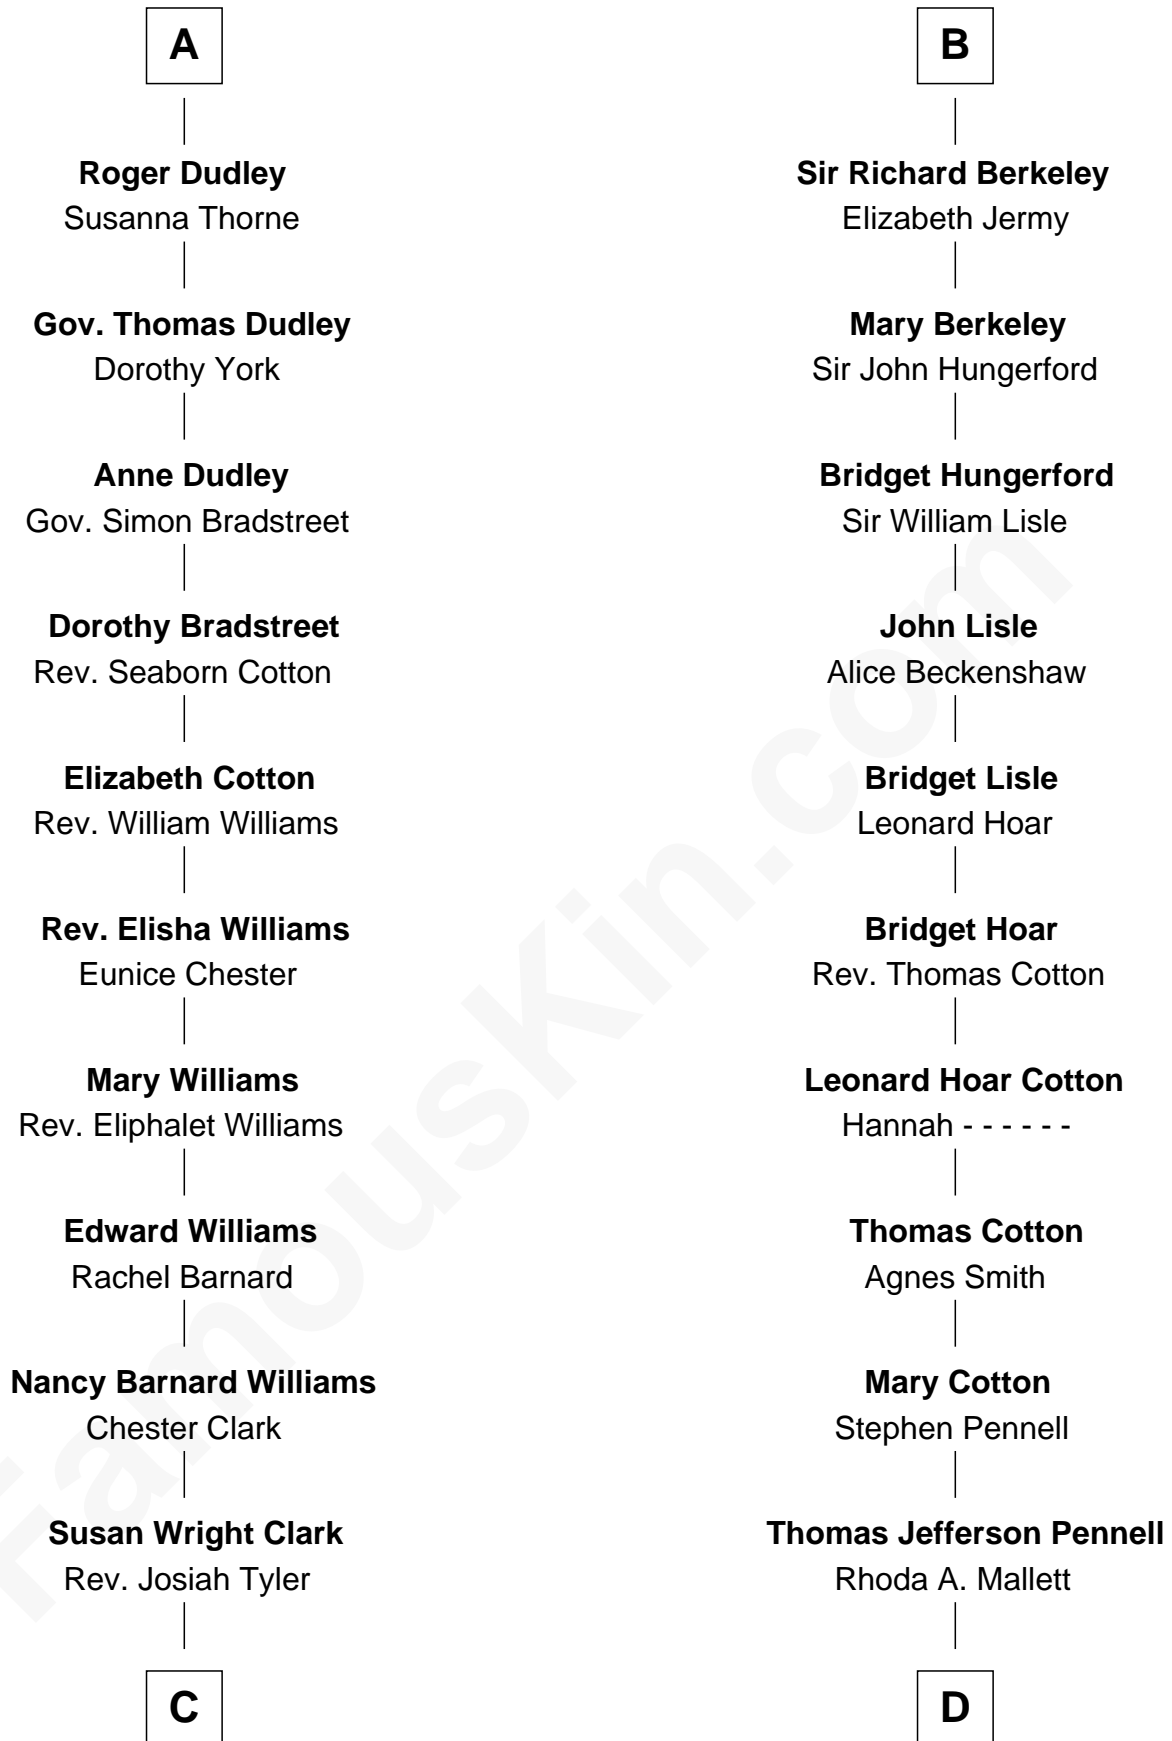 A
Roger Dudley
Susanna Thorne
Gov. Thomas Dudley
Dorothy York
Anne Dudley
Gov. Simon Bradstreet
Dorothy Bradstreet
Rev. Seaborn Cotton
Elizabeth Cotton
Rev. William Williams
Rev. Elisha Williams
Eunice Chester
Mary Williams
Rev. Eliphalet Williams
Edward Williams
Rachel Barnard
Nancy Barnard Williams
Chester Clark
Susan Wright Clark
Rev. Josiah Tyler
C
B
Sir Richard Berkeley
Elizabeth Jermy
Mary Berkeley
Sir John Hungerford
Bridget Hungerford
Sir William Lisle
John Lisle
Alice Beckenshaw
Bridget Lisle
Leonard Hoar
Bridget Hoar
Rev. Thomas Cotton
Leonard Hoar Cotton
Hannah - - - - - -
Thomas Cotton
Agnes Smith
Mary Cotton
Stephen Pennell
Thomas Jefferson Pennell
Rhoda A. Mallett
D
FamousKin.com